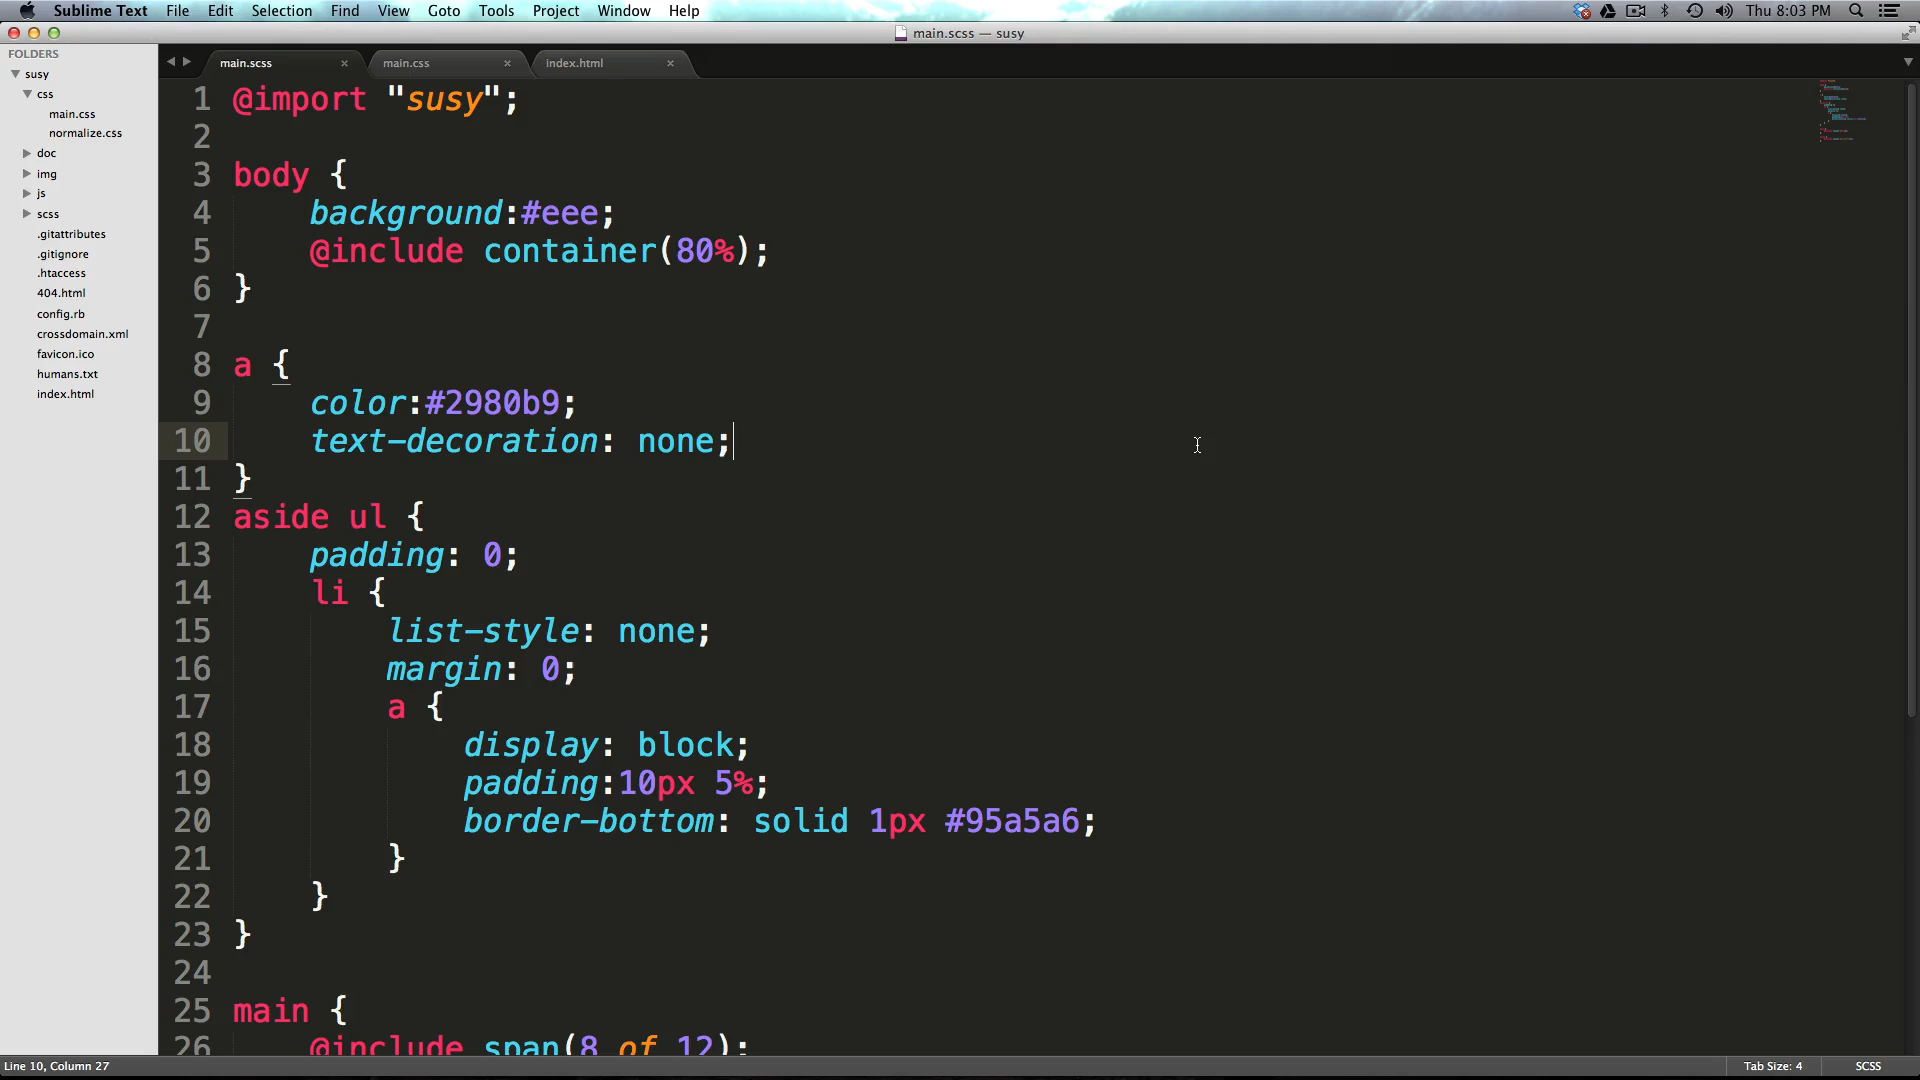 Sublime Text File Edit Selection Find View Goto Tools Project Window Help Thu 8:03 PM
main.scss — susy
FOLDERS
susy
css
main.css
normalize.css
doc
img
js
scss
.gitattributes
.gitignore
.htaccess
404.html
config.rb
crossdomain.xml
favicon.ico
humans.txt
index.html
main.scss × main.css × index.html ×
1 @import "susy";
2
3 body {
4 background:#eee;
5 @include container(80%);
6 }
7
8 a {
9 color:#2980b9;
10 text-decoration: none;
11 }
12 aside ul {
13 padding: 0;
14 li {
15 list-style: none;
16 margin: 0;
17 a {
18 display: block;
19 padding:10px 5%;
20 border-bottom: solid 1px #95a5a6;
21 }
22 }
23 }
24
25 main {
26 @include span(8 of 12);
Line 10, Column 27 Tab Size: 4 SCSS